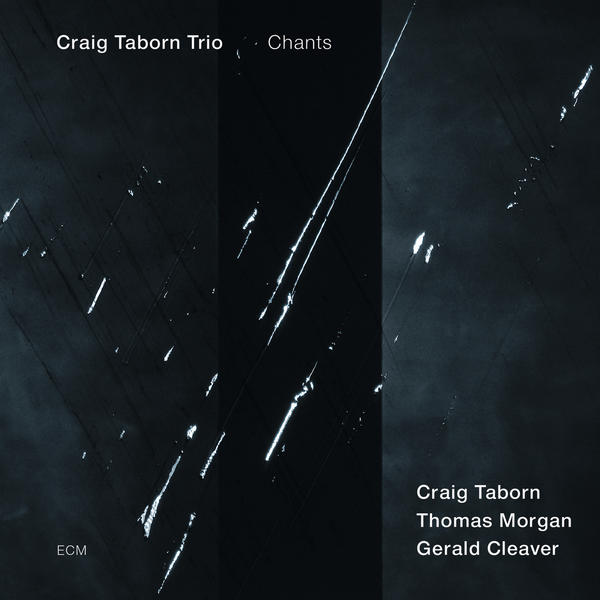 Craig Taborn Trio Chants
Craig Taborn
Thomas Morgan
Gerald Cleaver
ECM